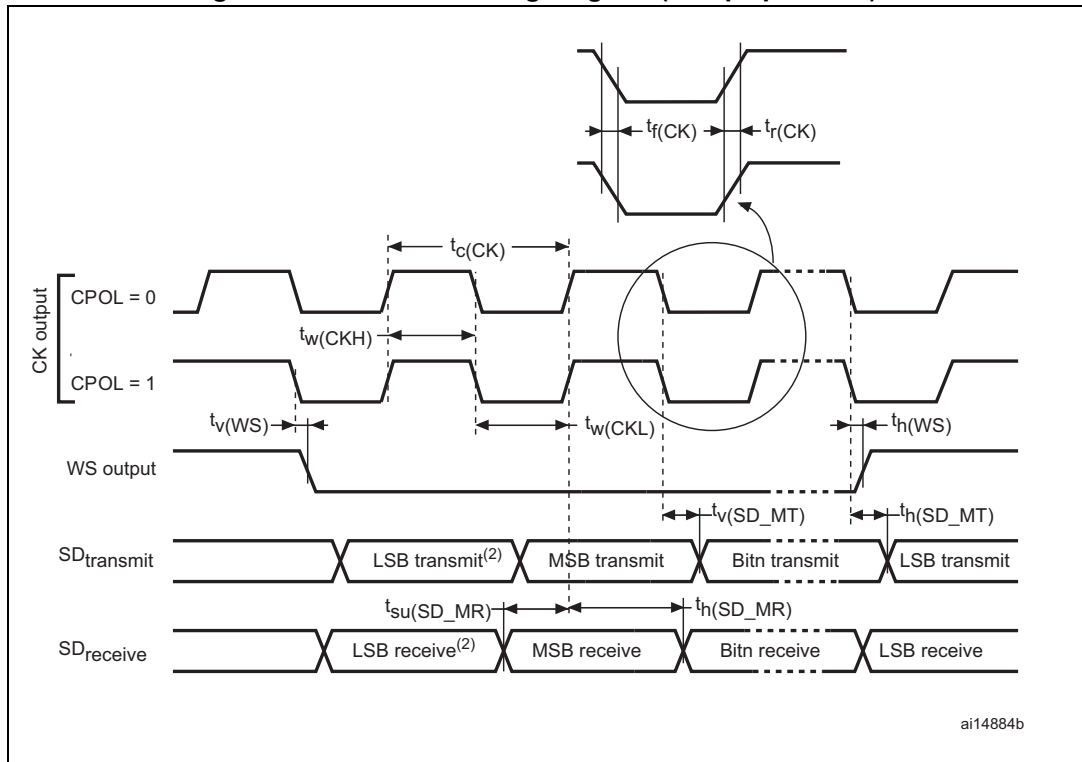 tf(CK)
tr(CK)
tc(CK)
CK output
CPOL = 0
tw(CKH)
CPOL = 1
tv(WS)
tw(CKL)
th(WS)
WS output
tv(SD_MT)
th(SD_MT)
SDtransmit
LSB transmit(2)
MSB transmit
Bitn transmit
LSB transmit
tsu(SD_MR)
th(SD_MR)
SDreceive
LSB receive(2)
MSB receive
Bitn receive
LSB receive
ai14884b